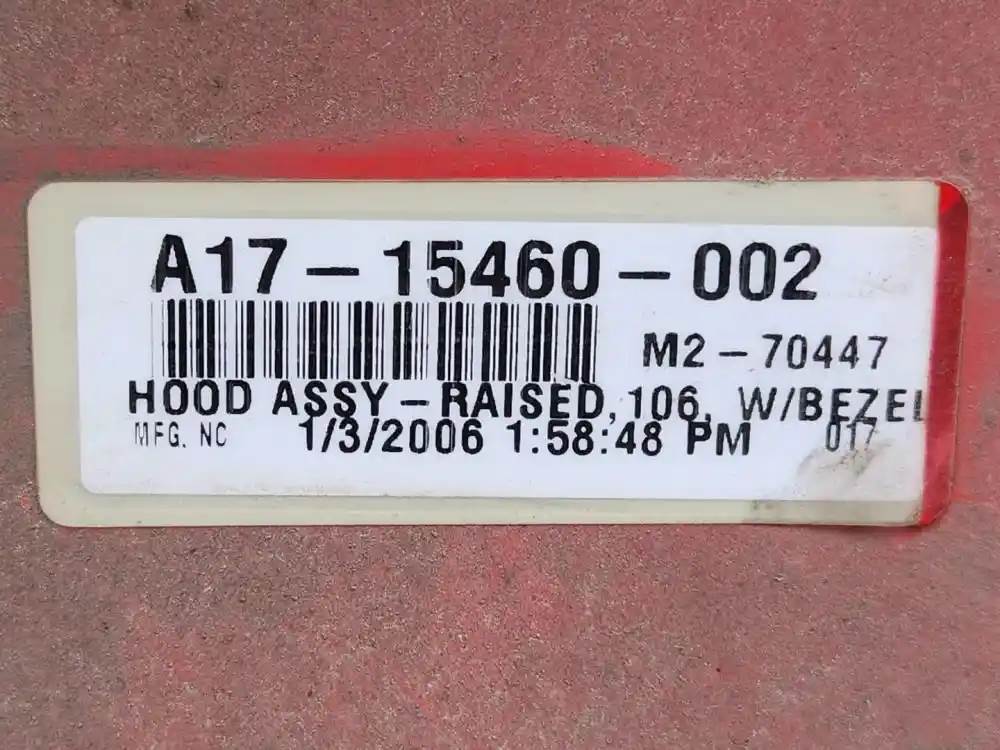 A17-15460-002
M2-70447
HOOD ASSY-RAISED,106, W/BEZEL
MFG. NC 1/3/2006 1:58:48 PM 017